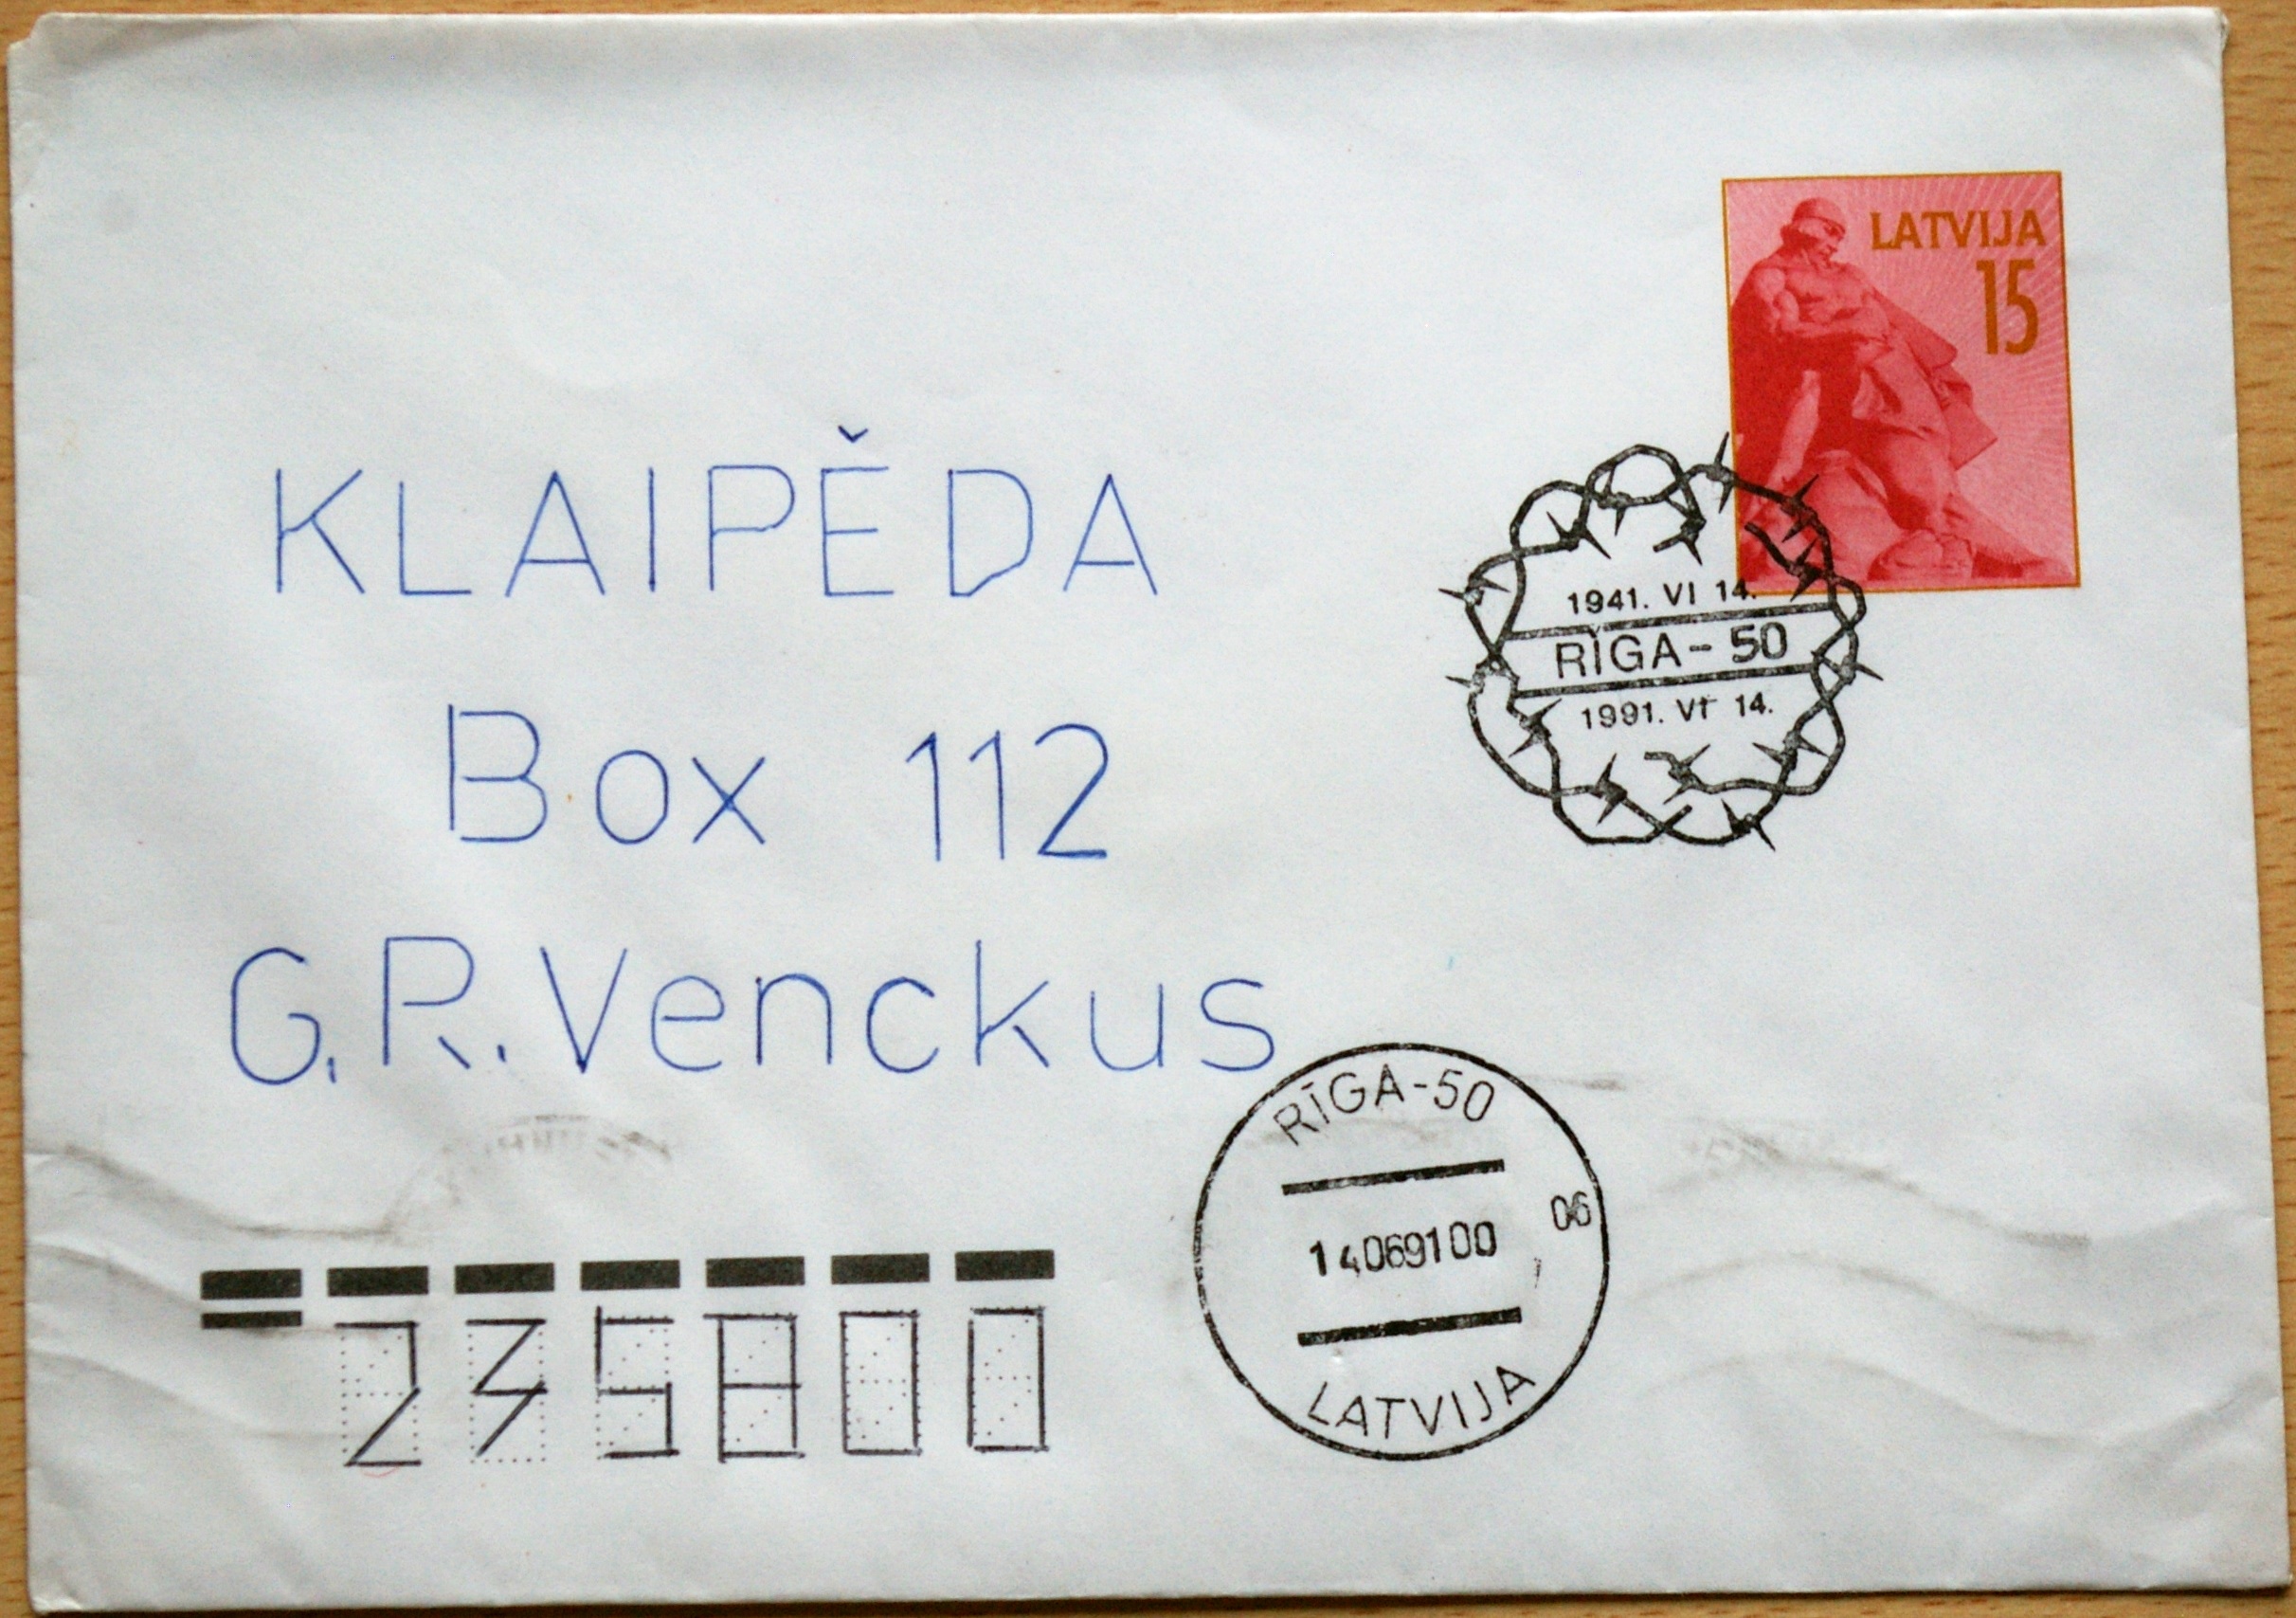 LATVIJA
15
KLAIPĚDA
Box 112
G.R.Venckus
1941. VI 14.
RĪGA-50
1991. VI 14.
RĪGA-50
14069100
06
LATVIJA
235800